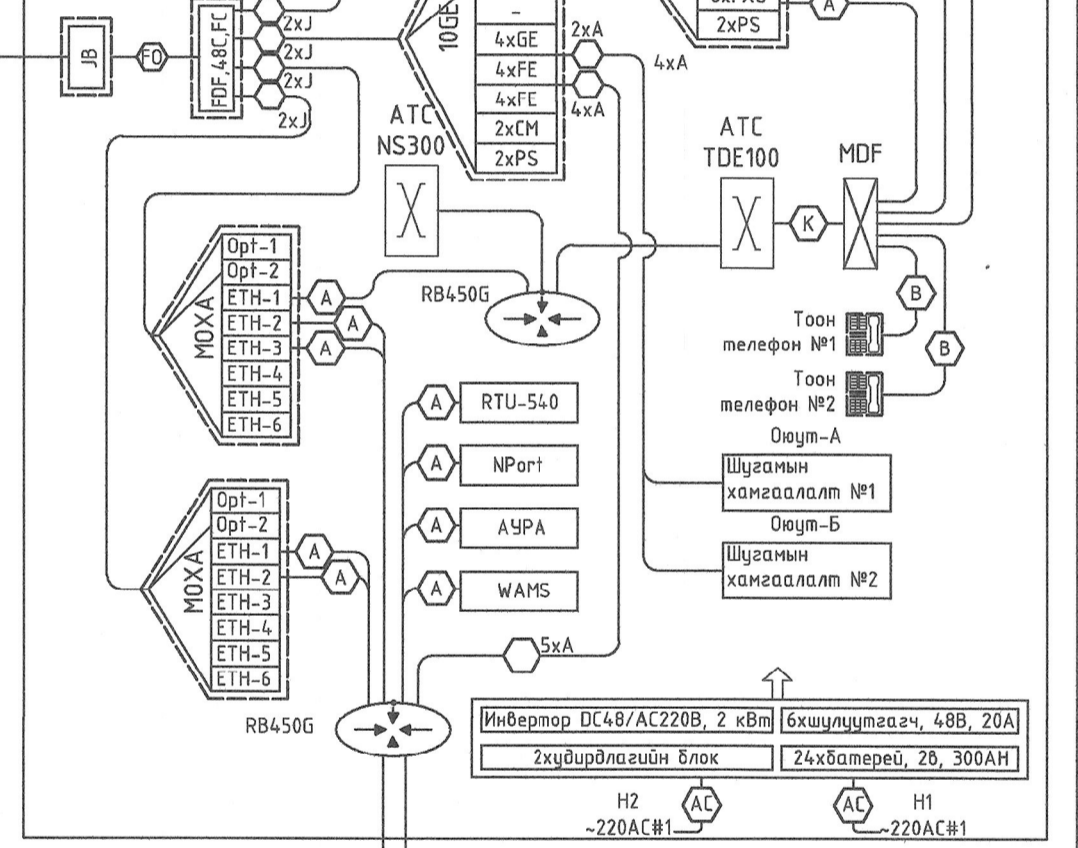 JB
FO
FDF,48C,FC
2xJ
2xJ
2xJ
2xJ
10GE
–
4xGE
4xFE
4xFE
2xCM
2xPS
2xA
4xA
4xA
2xPS
A
АТС
NS300
АТС
TDE100
MDF
K
B
B
Тоон
телефон №1
Тоон
телефон №2
MOXA
Opt-1
Opt-2
ETH-1
ETH-2
ETH-3
ETH-4
ETH-5
ETH-6
A
A
A
RB450G
A
RTU-540
A
NPort
A
АУРА
A
WAMS
Оюут-А
Шугамын
хамгаалалт №1
Оюут-Б
Шугамын
хамгаалалт №2
MOXA
Opt-1
Opt-2
ETH-1
ETH-2
ETH-3
ETH-4
ETH-5
ETH-6
A
A
5xA
RB450G
Инвертор DC48/AC220В, 2 кВт
6хшулуутгагч, 48В, 20А
2худирдлагийн блок
24хбатерей, 2в, 300АН
Н2
AC
~220AC#1
AC
Н1
~220AC#1